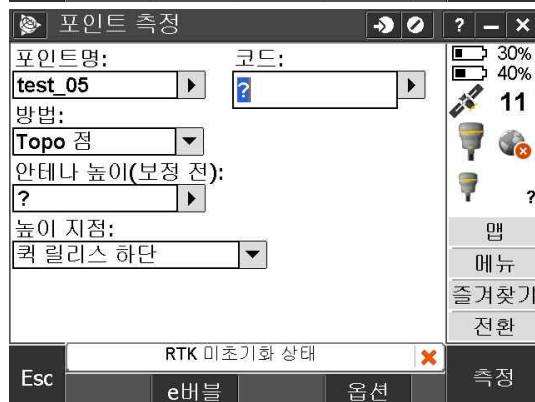 포인트 측정
? – ×
포인트명:
코드:
30%
40%
test_05
?
11
방법:
Topo 점
안테나 높이(보정 전):
?
?
높이 지점:
퀵 릴리스 하단
맵
메뉴
즐겨찾기
전환
RTK 미초기화 상태
Esc
e버블
옵션
측정